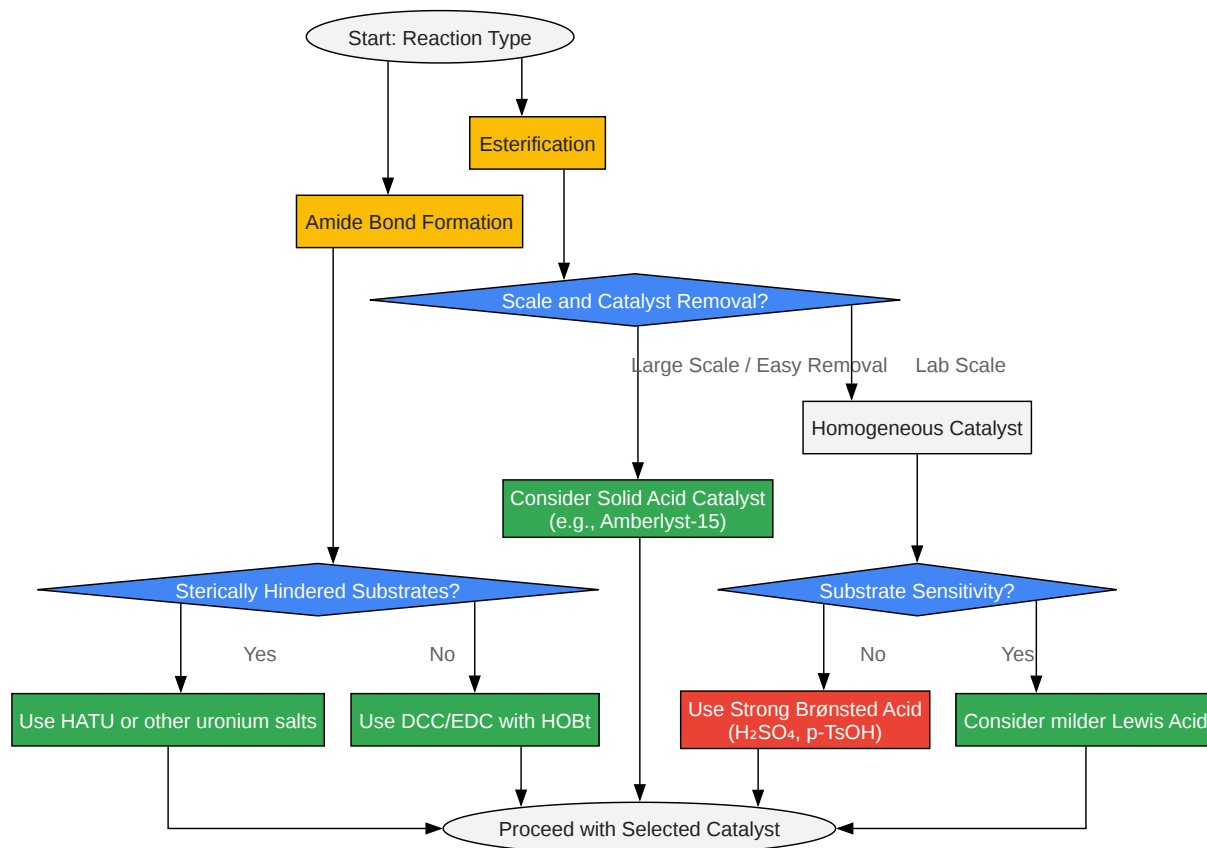 Start: Reaction Type
Esterification
Amide Bond Formation
Scale and Catalyst Removal?
Large Scale / Easy Removal
Lab Scale
Homogeneous Catalyst
Consider Solid Acid Catalyst
(e.g., Amberlyst-15)
Sterically Hindered Substrates?
Substrate Sensitivity?
Yes
No
No
Yes
Use HATU or other uronium salts
Use DCC/EDC with HOBt
Use Strong Brønsted Acid
(H₂SO₄, p-TsOH)
Consider milder Lewis Acid
Proceed with Selected Catalyst